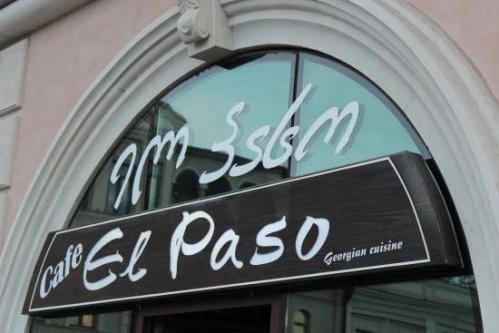 ელ პასო
Cafe El Paso
Georgian cuisine